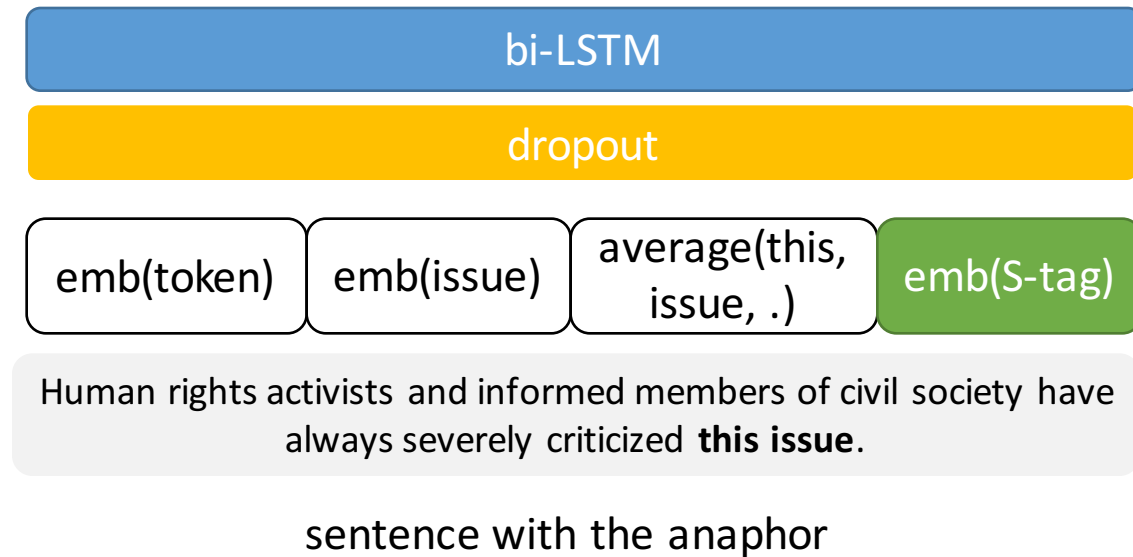 bi-LSTM
dropout
emb(token) emb(issue) average(this, issue, .) emb(S-tag)
Human rights activists and informed members of civil society have
always severely criticized this issue.
sentence with the anaphor